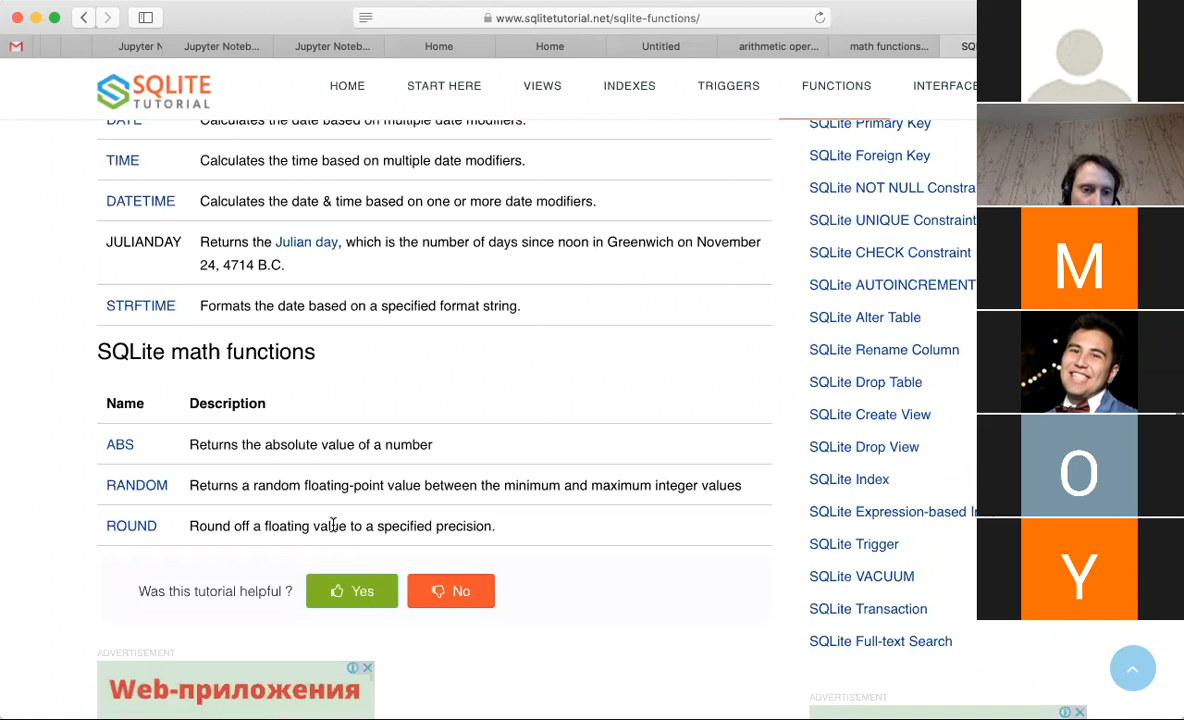 www.sqlitetutorial.net/sqlite-functions/
Jupyter N
Jupyter Noteb...
Jupyter Noteb...
Home
Home
Untitled
arithmetic oper...
math functions...
SQ
SQLITE
TUTORIAL
HOME
START HERE
VIEWS
INDEXES
TRIGGERS
FUNCTIONS
INTERFACE
DATE Calculates the date based on multiple date modifiers.
TIME Calculates the time based on multiple date modifiers.
DATETIME Calculates the date & time based on one or more date modifiers.
JULIANDAY Returns the Julian day, which is the number of days since noon in Greenwich on November
24, 4714 B.C.
STRFTIME Formats the date based on a specified format string.
SQLite math functions
Name Description
ABS Returns the absolute value of a number
RANDOM Returns a random floating-point value between the minimum and maximum integer values
ROUND Round off a floating value to a specified precision.
Was this tutorial helpful ? Yes No
ADVERTISEMENT
Web-приложения
SQLite Primary Key
SQLite Foreign Key
SQLite NOT NULL Constra
SQLite UNIQUE Constraint
SQLite CHECK Constraint
SQLite AUTOINCREMENT
SQLite Alter Table
SQLite Rename Column
SQLite Drop Table
SQLite Create View
SQLite Drop View
SQLite Index
SQLite Expression-based I
SQLite Trigger
SQLite VACUUM
SQLite Transaction
SQLite Full-text Search
ADVERTISEMENT
M
O
Y